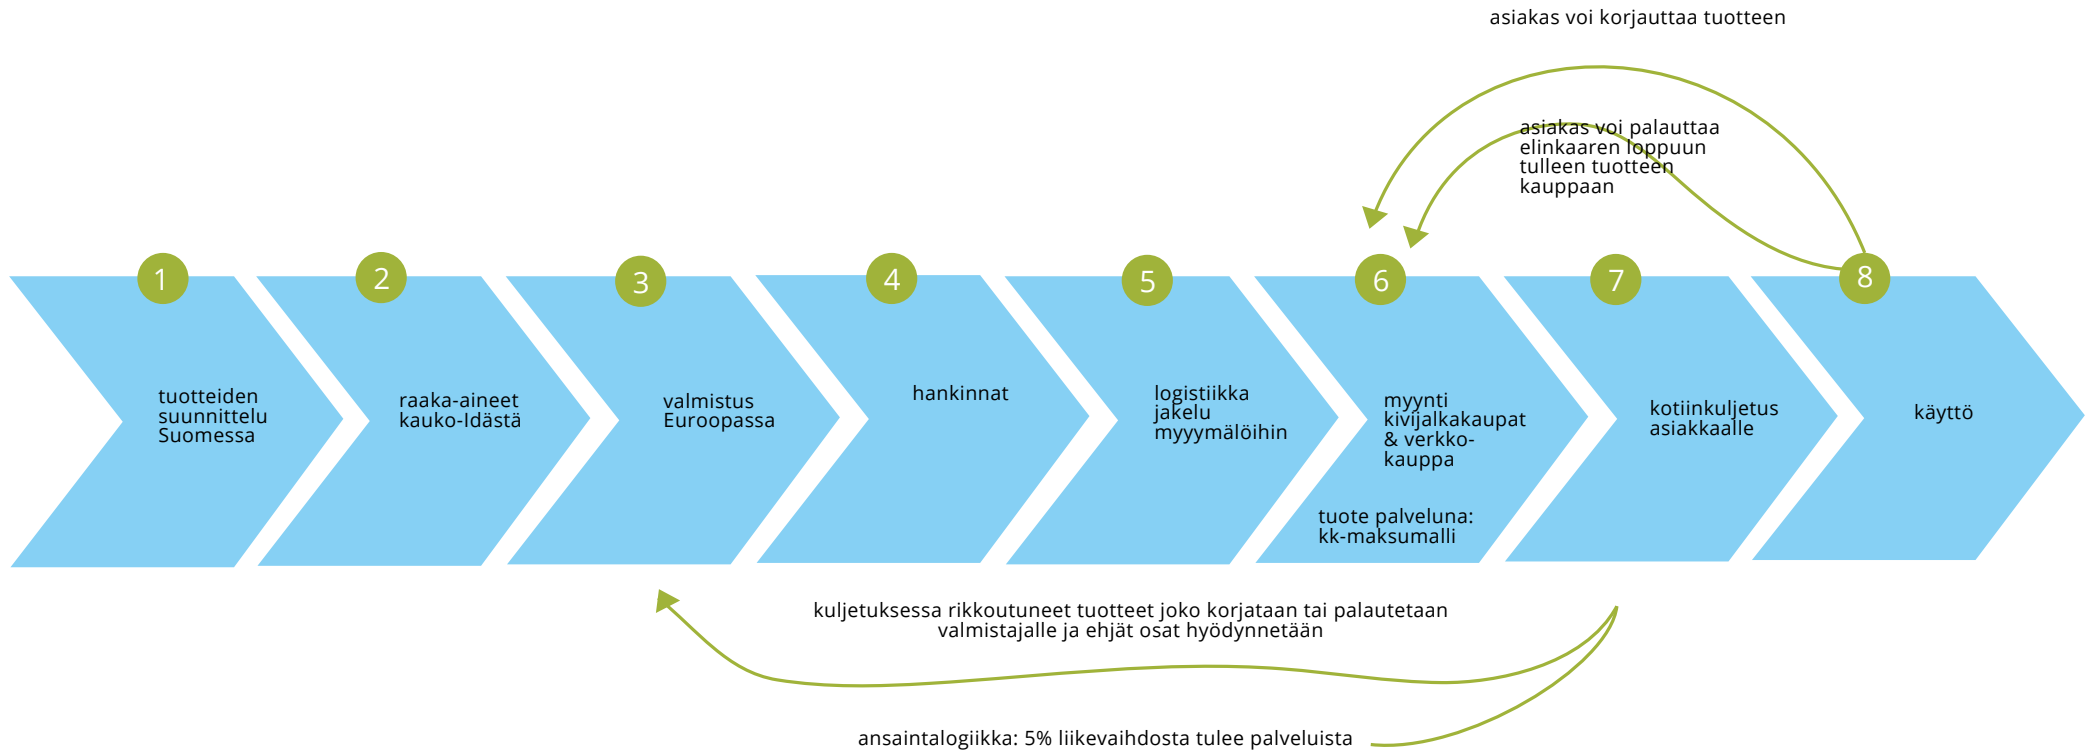 asiakas voi korjauttaa tuotteen
asiakas voi palauttaa
elinkaaren loppuun
tulleen tuotteen
kauppaan
1
tuotteiden
suunnittelu
Suomessa
2
raaka-aineet
kauko-Idästä
3
valmistus
Euroopassa
4
hankinnat
5
logistiikka
jakelu
myyymälöihin
6
myynti
kivijalkakaupat
& verkko-
kauppa
tuote palveluna:
kk-maksumalli
7
kotiinkuljetus
asiakkaalle
8
käyttö
kuljetuksessa rikkoutuneet tuotteet joko korjataan tai palautetaan
valmistajalle ja ehjät osat hyödynnetään
ansaintalogiikka: 5% liikevaihdosta tulee palveluista